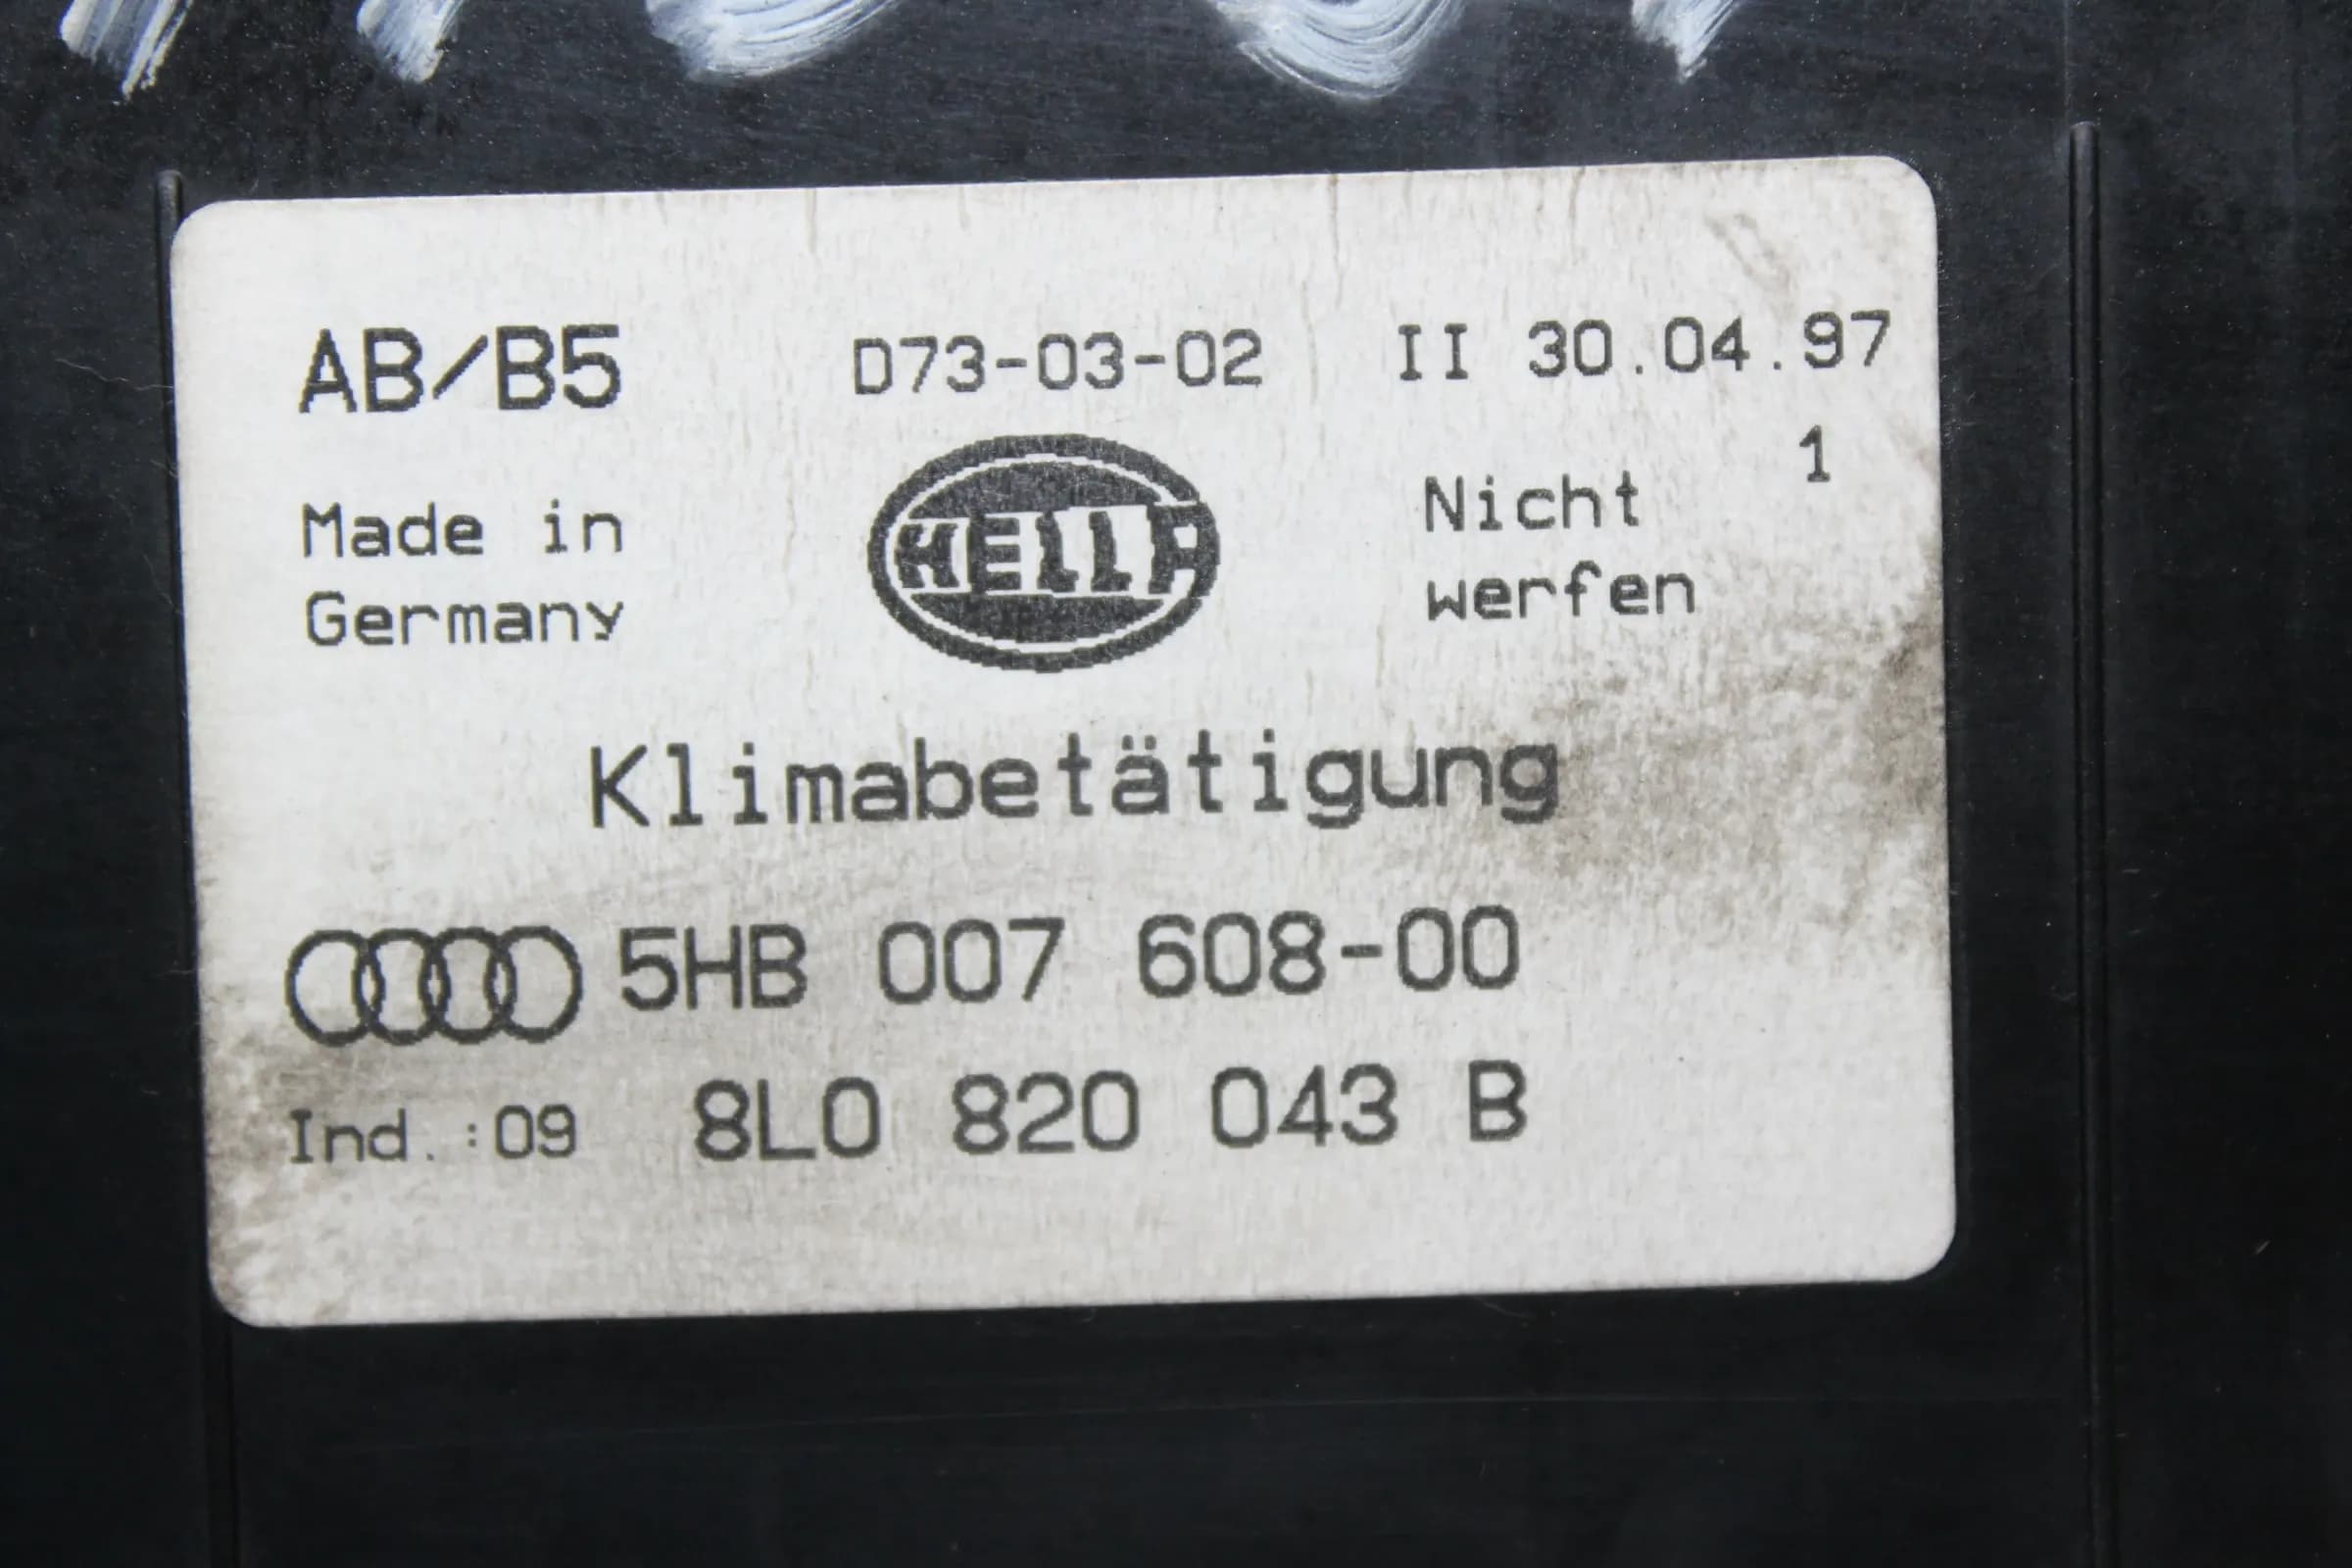 AB/B5 D73-03-02 II 30.04.97
1
Made in
Germany
HELLA
Nicht
werfen
Klimabetätigung
5HB 007 608-00
Ind.:09 8L0 820 043 B